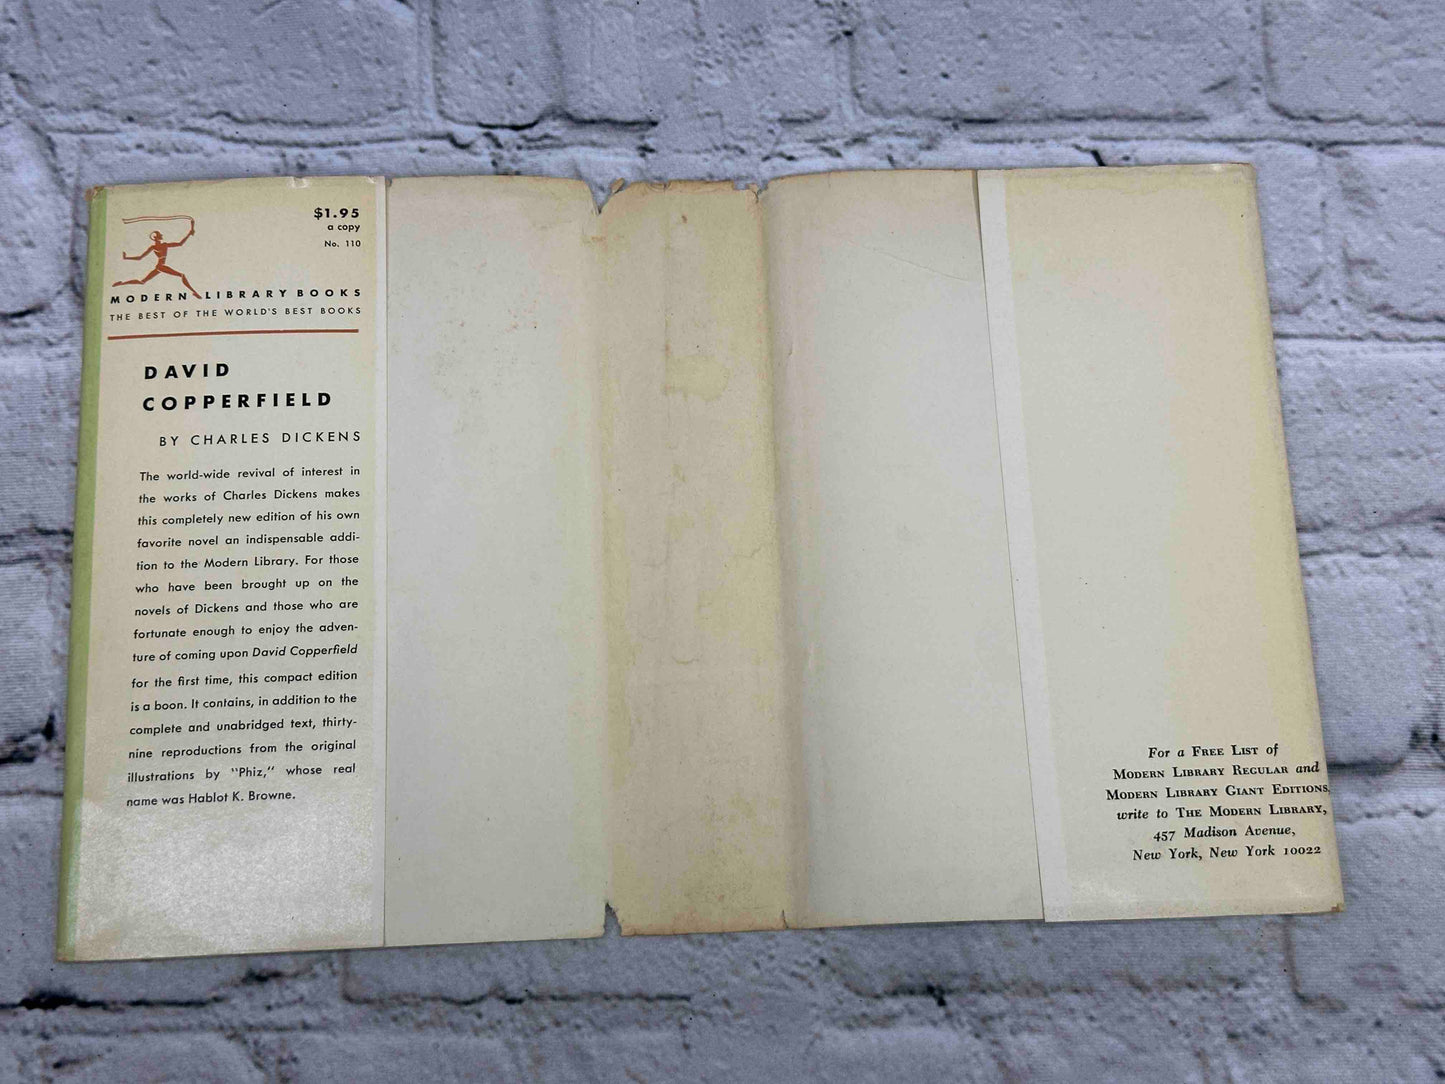 $1.95
a copy
No. 110
MODERN LIBRARY BOOKS
THE BEST OF THE WORLD'S BEST BOOKS
DAVID
COPPERFIELD
BY CHARLES DICKENS
The world-wide revival of interest in
the works of Charles Dickens makes
this completely new edition of his own
favorite novel an indispensable addi-
tion to the Modern Library. For those
who have been brought up on the
novels of Dickens and those who are
fortunate enough to enjoy the adven-
ture of coming upon David Copperfield
for the first time, this compact edition
is a boon. It contains, in addition to the
complete and unabridged text, thirty-
nine reproductions from the original
illustrations by "Phiz," whose real
name was Hablot K. Browne.
For a FREE LIST of
MODERN LIBRARY REGULAR and
MODERN LIBRARY GIANT EDITIONS,
write to THE MODERN LIBRARY,
457 Madison Avenue,
New York, New York 10022